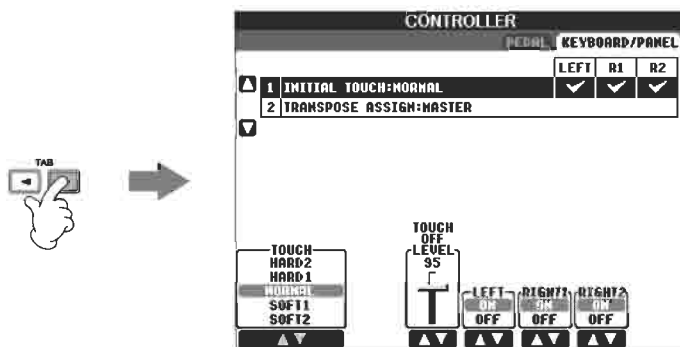 CONTROLLER
PEDAL KEYBOARD/PANEL
LEFT R1 R2
1 INITIAL TOUCH:NORMAL
2 TRANSPOSE ASSIGN:MASTER
TAB
TOUCH
HARD2
HARD1
NORMAL
SOFT1
SOFT2
TOUCH
OFF
LEVEL
95
LEFT
ON
OFF
RIGHT1
ON
OFF
RIGHT2
ON
OFF